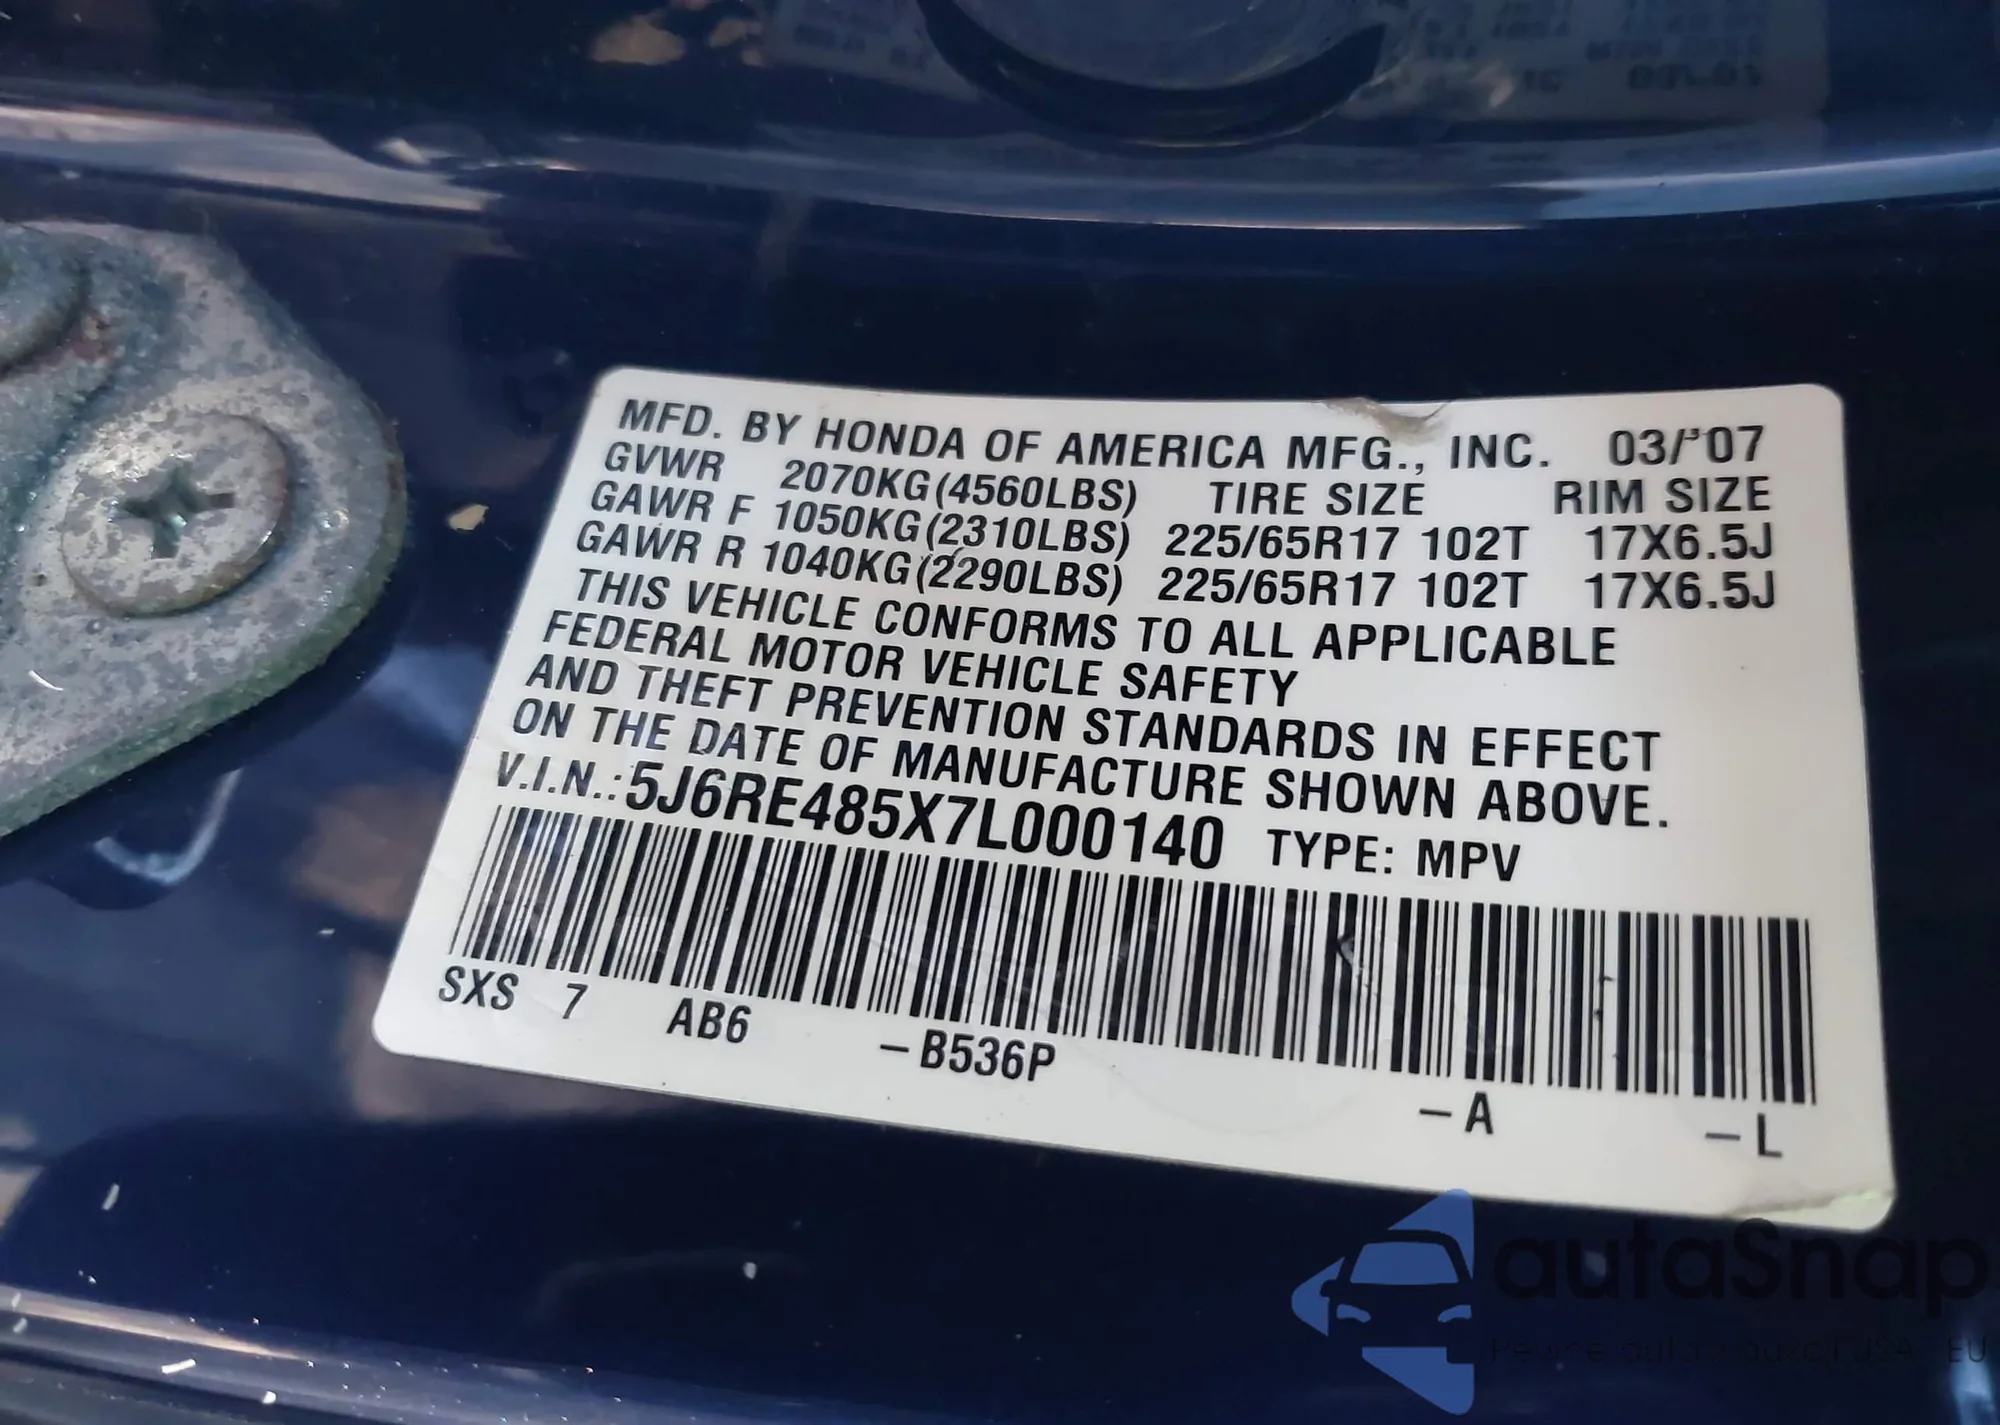 MFD. BY HONDA OF AMERICA MFG., INC. 03/'07
GVWR 2070KG(4560LBS) TIRE SIZE RIM SIZE
GAWR F 1050KG(2310LBS) 225/65R17 102T 17X6.5J
GAWR R 1040KG(2290LBS) 225/65R17 102T 17X6.5J
THIS VEHICLE CONFORMS TO ALL APPLICABLE
FEDERAL MOTOR VEHICLE SAFETY
AND THEFT PREVENTION STANDARDS IN EFFECT
ON THE DATE OF MANUFACTURE SHOWN ABOVE.
V.I.N.: 5J6RE485X7L000140 TYPE: MPV
SXS 7 AB6 –B536P –A –L
autoSnap